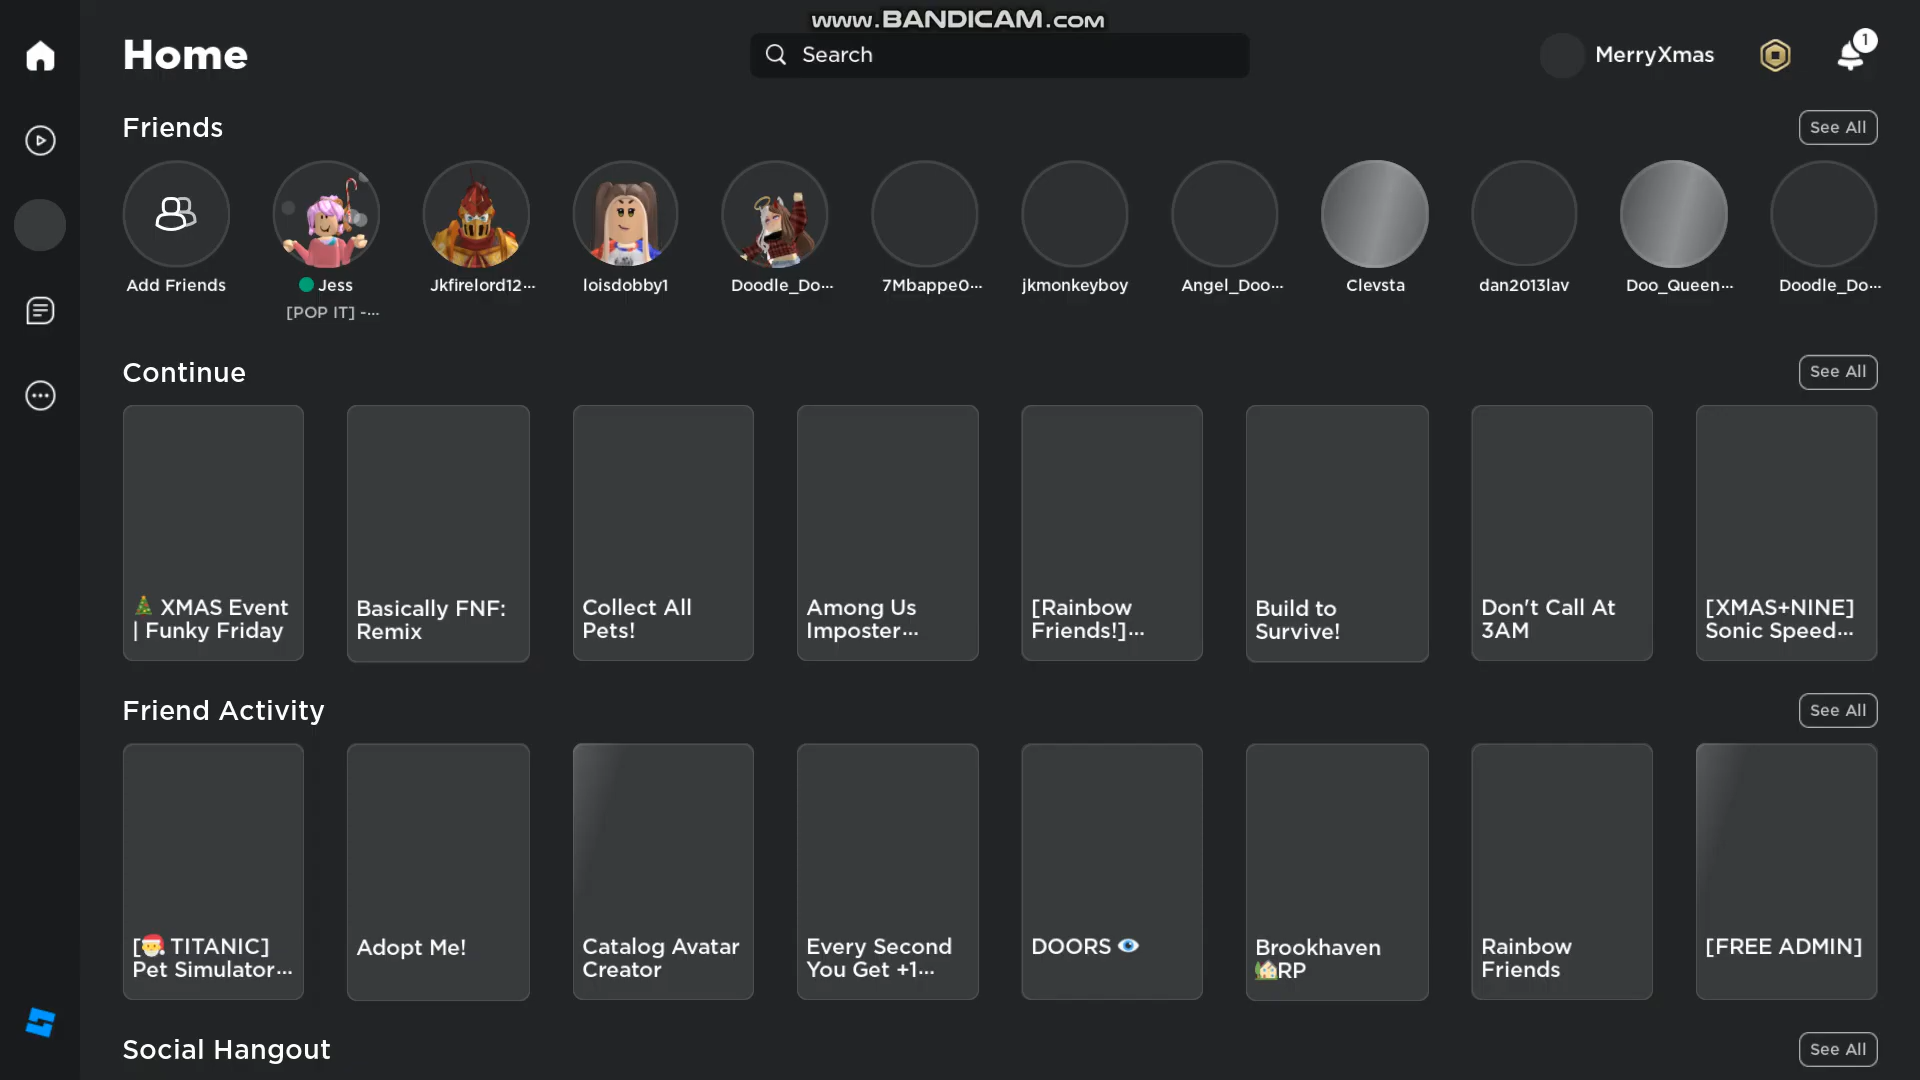 www.BANDICAM.com
Home
Search
MerryXmas
1
Friends
See All
Add Friends
Jess
[POP IT] -...
Jkfirelord12...
loisdobby1
Doodle_Do...
7Mbappe0...
jkmonkeyboy
Angel_Doo...
Clevsta
dan2013lav
Doo_Queen...
Doodle_Do...
Continue
See All
🎄 XMAS Event
| Funky Friday
Basically FNF:
Remix
Collect All
Pets!
Among Us
Imposter...
[Rainbow
Friends!]...
Build to
Survive!
Don't Call At
3AM
[XMAS+NINE]
Sonic Speed...
Friend Activity
See All
[🎅 TITANIC]
Pet Simulator...
Adopt Me!
Catalog Avatar
Creator
Every Second
You Get +1...
DOORS 👁️
Brookhaven
🏡RP
Rainbow
Friends
[FREE ADMIN]
Social Hangout
See All